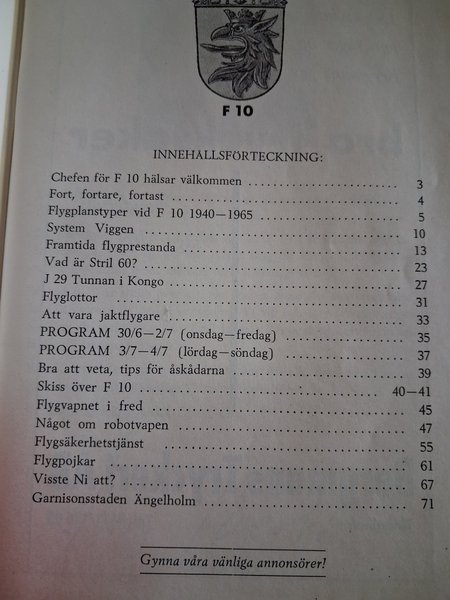 F 10
INNEHALLSFÖRTECKNING:
Chefen för F 10 hälsar välkommen 3
Fort, fortare, fortast 4
Flygplanstyper vid F 10 1940—1965 5
System Viggen 10
Framtida flygprestanda 13
Vad är Stril 60? 23
J 29 Tunnan i Kongo 27
Flyglottor 31
Att vara jaktflygare 33
PROGRAM 30/6—2/7 (onsdag—fredag) 35
PROGRAM 3/7—4/7 (lördag—söndag) 37
Bra att veta, tips för åskådarna 39
Skiss över F 10 40—41
Flygvapnet i fred 45
Något om robotvapen 47
Flygsäkerhetstjänst 55
Flygpojkar 61
Visste Ni att? 67
Garnisonsstaden Ängelholm 71
Gynna våra vänliga annonsörer!